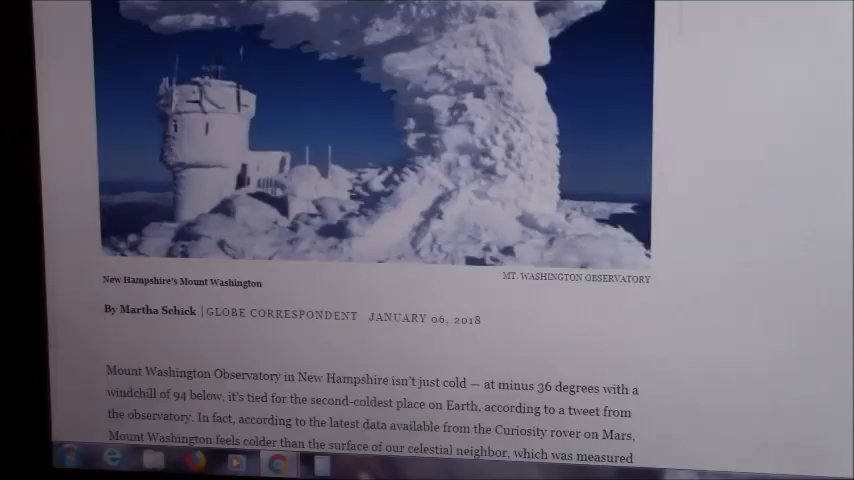 New Hampshire's Mount Washington
MT. WASHINGTON OBSERVATORY
By Martha Schick | GLOBE CORRESPONDENT JANUARY 06, 2018
Mount Washington Observatory in New Hampshire isn't just cold — at minus 36 degrees with a
windchill of 94 below, it's tied for the second-coldest place on Earth, according to a tweet from
the observatory. In fact, according to the latest data available from the Curiosity rover on Mars,
Mount Washington feels colder than the surface of our celestial neighbor, which was measured